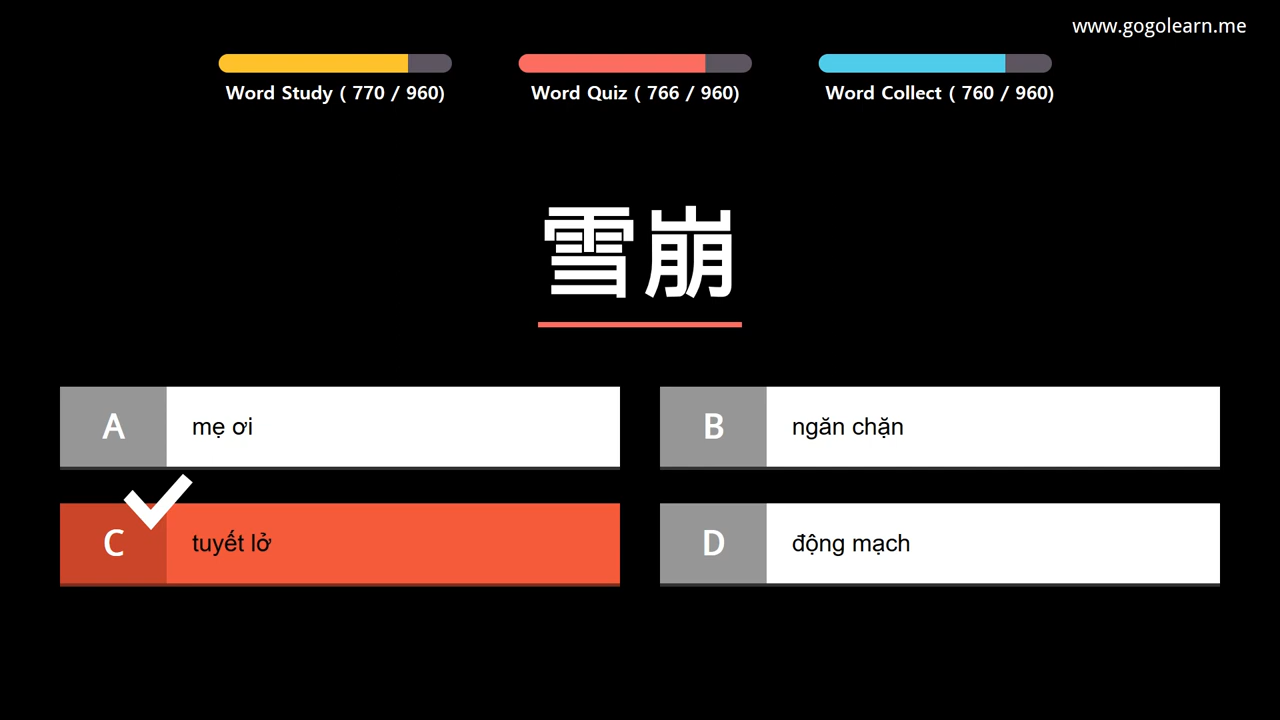 www.gogolearn.me
Word Study ( 770 / 960)
Word Quiz ( 766 / 960)
Word Collect ( 760 / 960)
雪崩
A mẹ ơi
B ngăn chặn
C tuyết lở
D động mạch